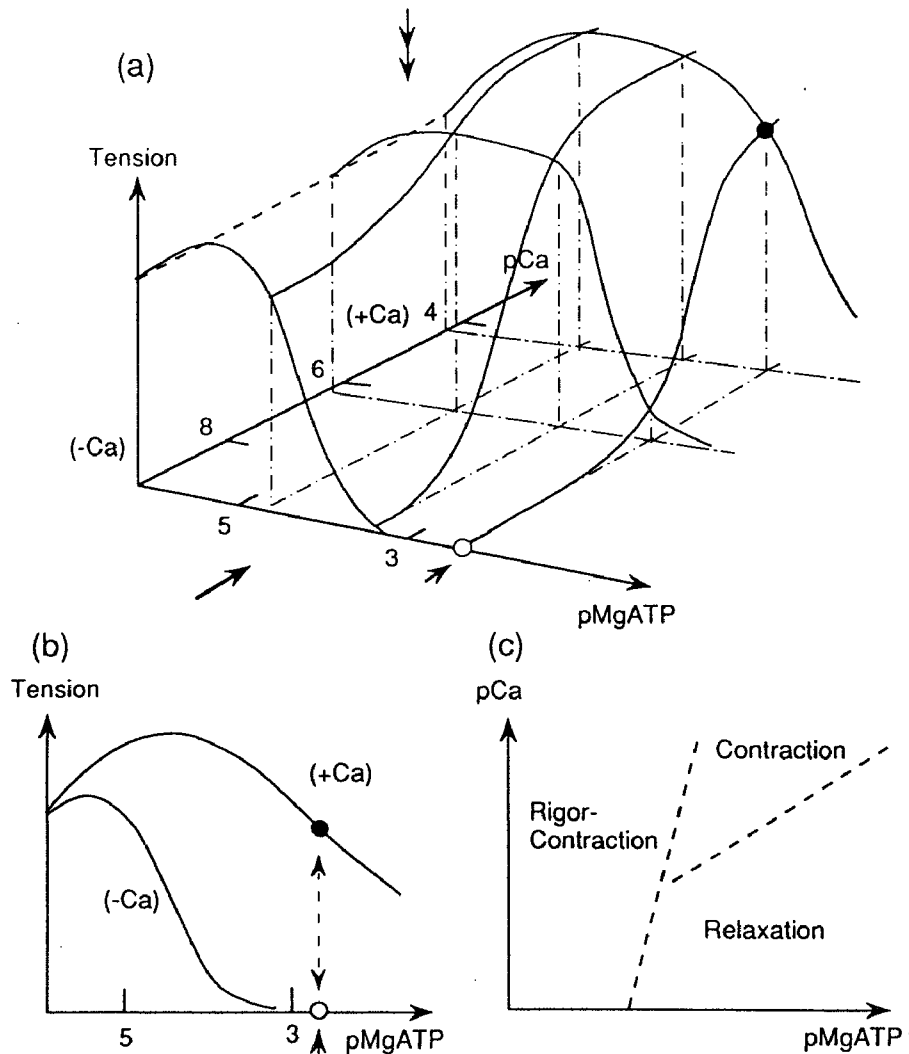 (a)
Tension
pCa
(+Ca) 4
6
8
(-Ca)
5
3
pMgATP
(b)
Tension
(+Ca)
(-Ca)
5
3
pMgATP
(c)
pCa
Contraction
Rigor-
Contraction
Relaxation
pMgATP